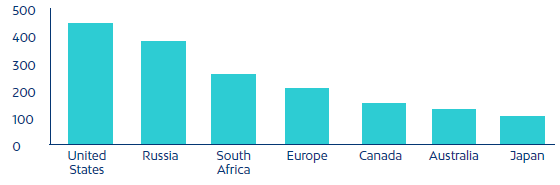 500
400
300
200
100
0
United
States
Russia
South
Africa
Europe
Canada
Australia
Japan